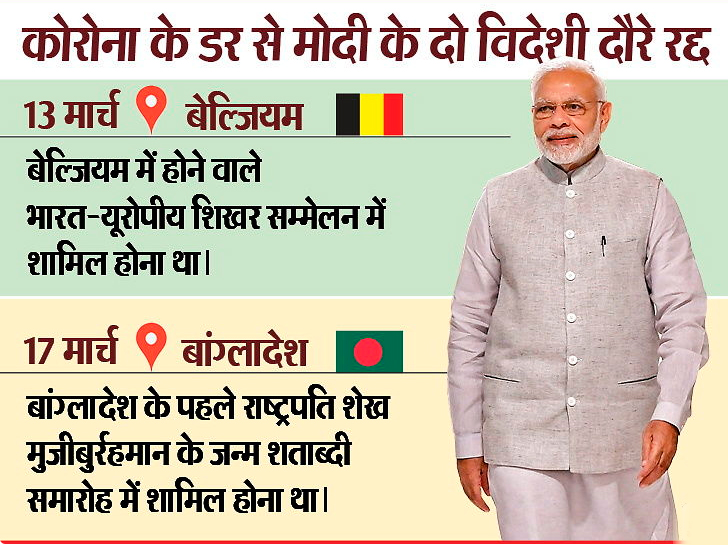 कोरोना के डर से मोदी के दो विदेशी दौरे रद्द
13 मार्च बेल्जियम
बेल्जियम में होने वाले
भारत-यूरोपीय शिखर सम्मेलन में
शामिल होना था।
17 मार्च बांग्लादेश
बांग्लादेश के पहले राष्ट्रपति शेख
मुजीबुर्रहमान के जन्म शताब्दी
समारोह में शामिल होना था।